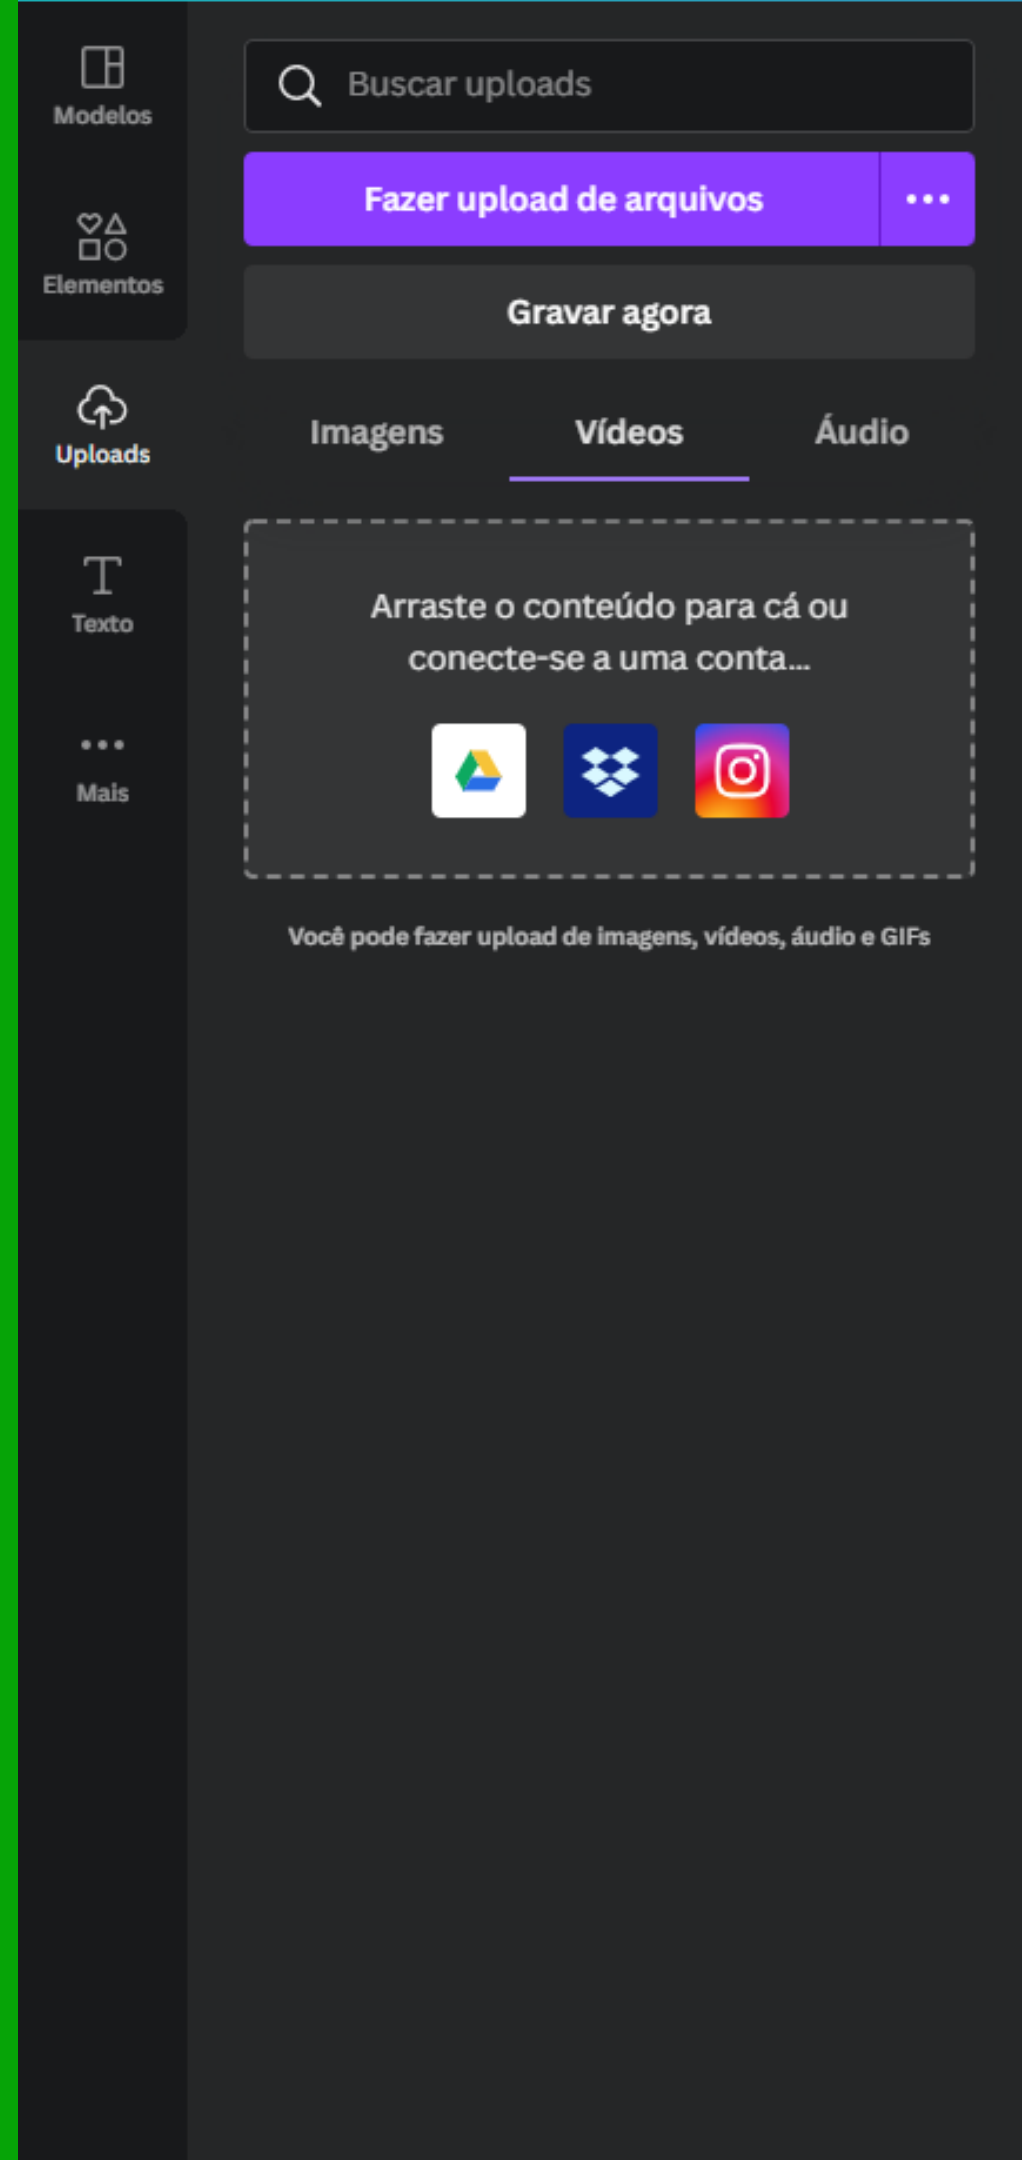 Modelos
Elementos
Uploads
Texto
Mais
Buscar uploads
Fazer upload de arquivos
Gravar agora
Imagens Vídeos Áudio
Arraste o conteúdo para cá ou
conecte-se a uma conta...
Você pode fazer upload de imagens, vídeos, áudio e GIFs